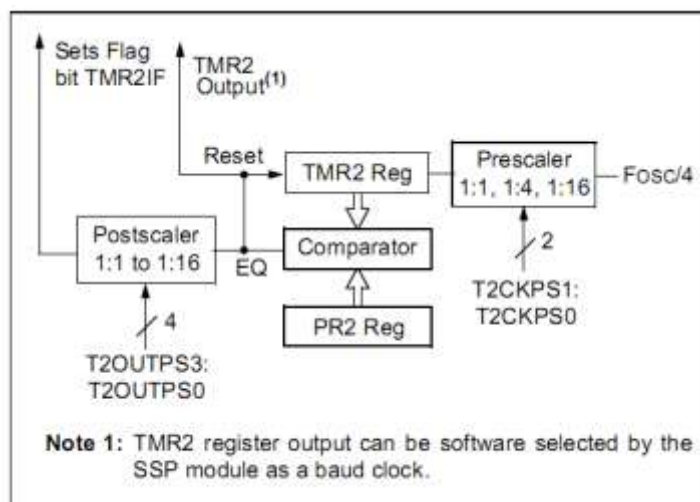 Sets Flag
bit TMR2IF
TMR2
Output(1)
Reset
TMR2 Reg
Prescaler
1:1, 1:4, 1:16
Fosc/4
Postscaler
1:1 to 1:16
EQ
Comparator
2
T2CKPS1:
T2CKPS0
PR2 Reg
4
T2OUTPS3:
T2OUTPS0
Note 1: TMR2 register output can be software selected by the
SSP module as a baud clock.